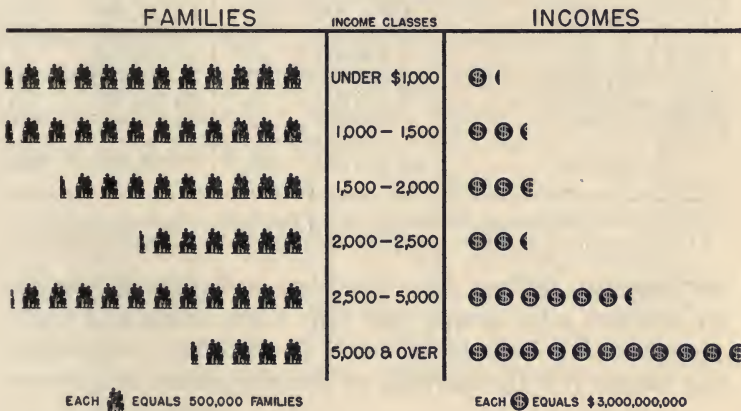 FAMILIES INCOME CLASSES INCOMES
UNDER $1,000
1,000 – 1,500
1,500 – 2,000
2,000 – 2,500
2,500 – 5,000
5,000 & OVER
EACH EQUALS 500,000 FAMILIES EACH $ EQUALS $3,000,000,000